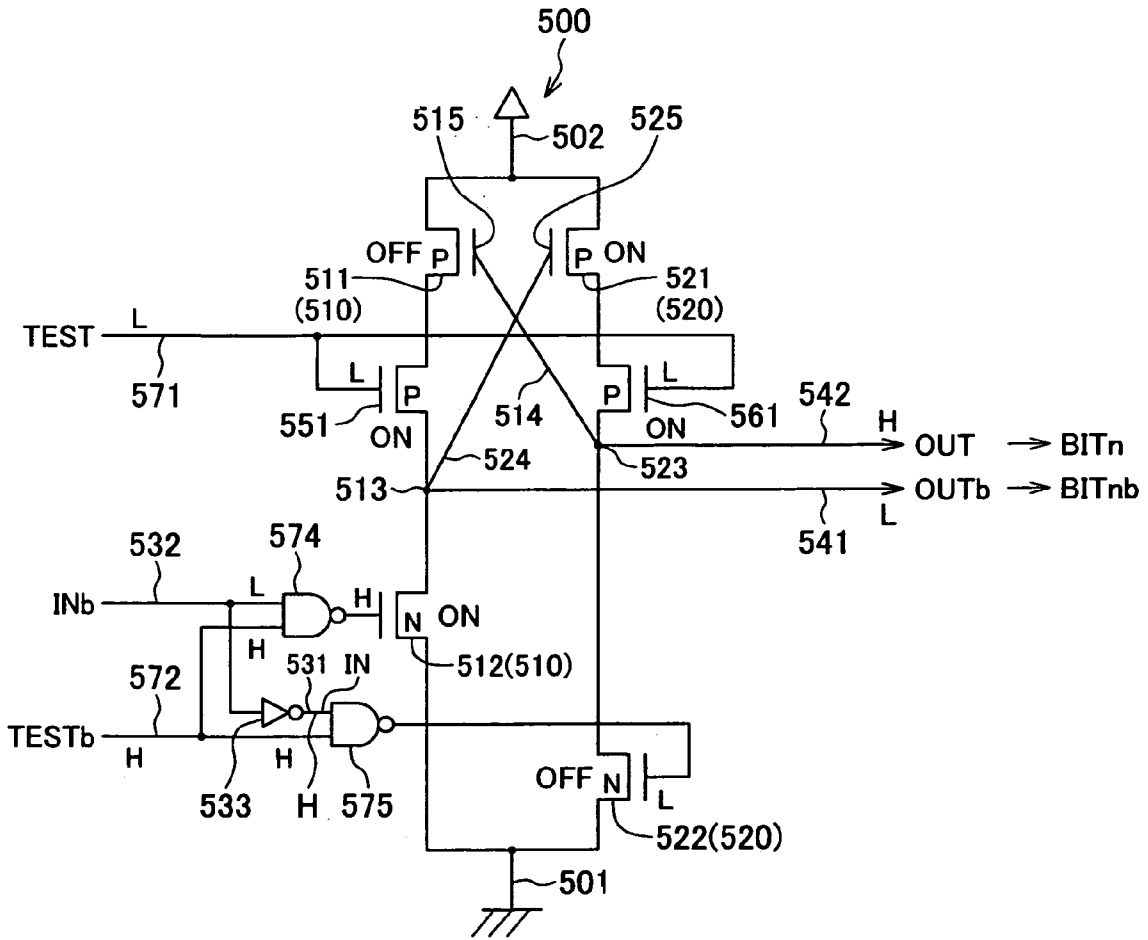 500
515
525
502
OFF P
P ON
511
(510)
521
(520)
TEST
L
571
L
P
551
ON
514
524
L
P
561
ON
523
542
H
OUT
BITn
513
OUTb
BITnb
L
541
532
574
INb
L
H
H
N
ON
512(510)
572
531
IN
TESTb
H
533
H
H
575
OFF N
L
522(520)
501